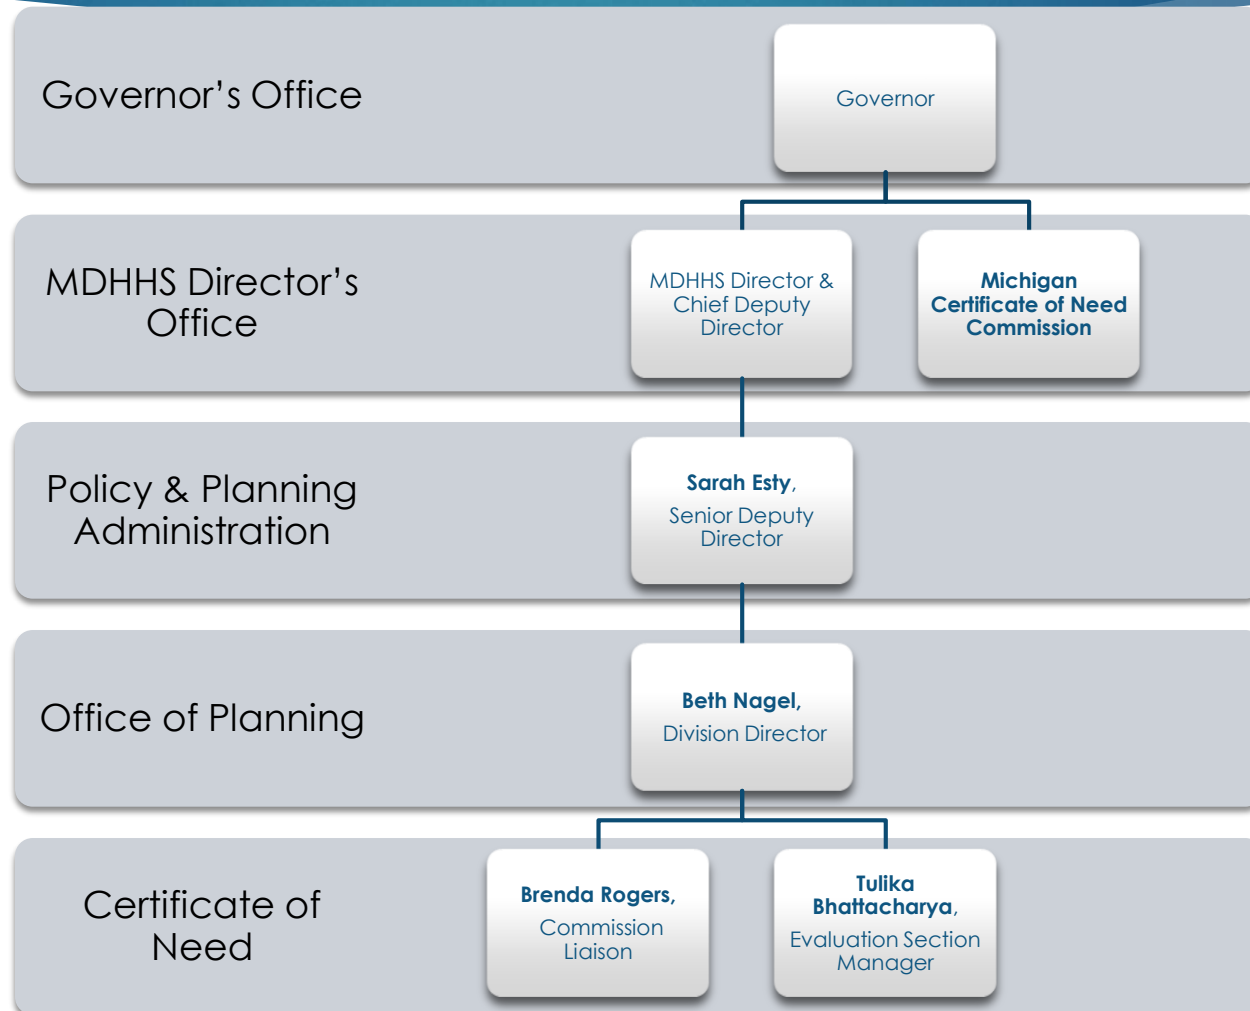 Governor's Office
Governor
MDHHS Director's
Office
MDHHS Director &
Chief Deputy
Director
Michigan
Certificate of Need
Commission
Policy & Planning
Administration
Sarah Esty,
Senior Deputy
Director
Office of Planning
Beth Nagel,
Division Director
Certificate of
Need
Brenda Rogers,
Commission
Liaison
Tulika
Bhattacharya,
Evaluation Section
Manager